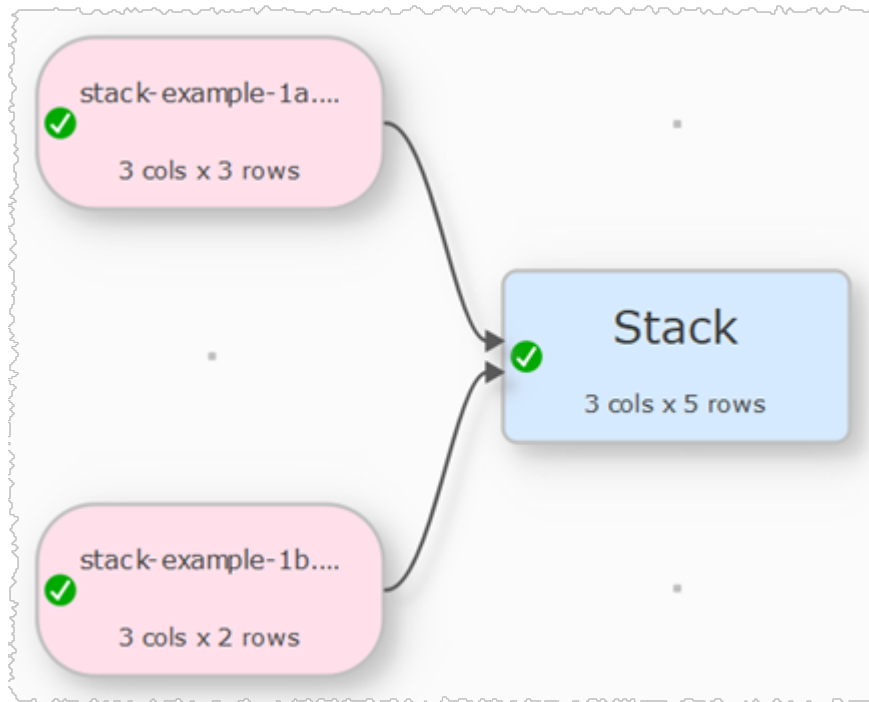 stack-example-1a....
3 cols x 3 rows
Stack
3 cols x 5 rows
stack-example-1b....
3 cols x 2 rows